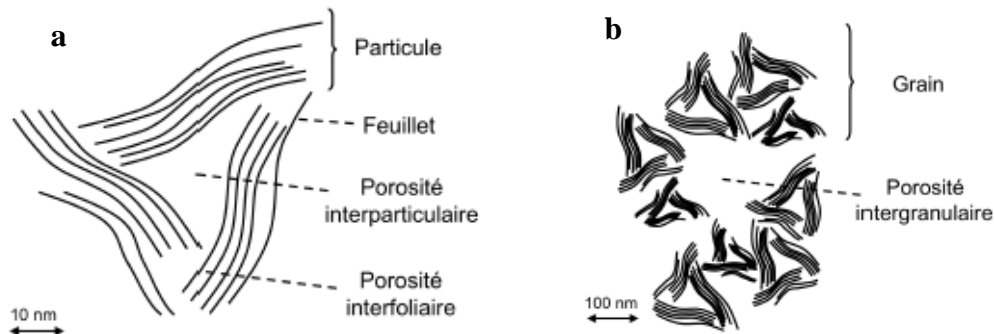 a
Particule
Feuillet
Porosité
interparticulaire
Porosité
interfoliaire
10 nm
b
Grain
Porosité
intergranulaire
100 nm